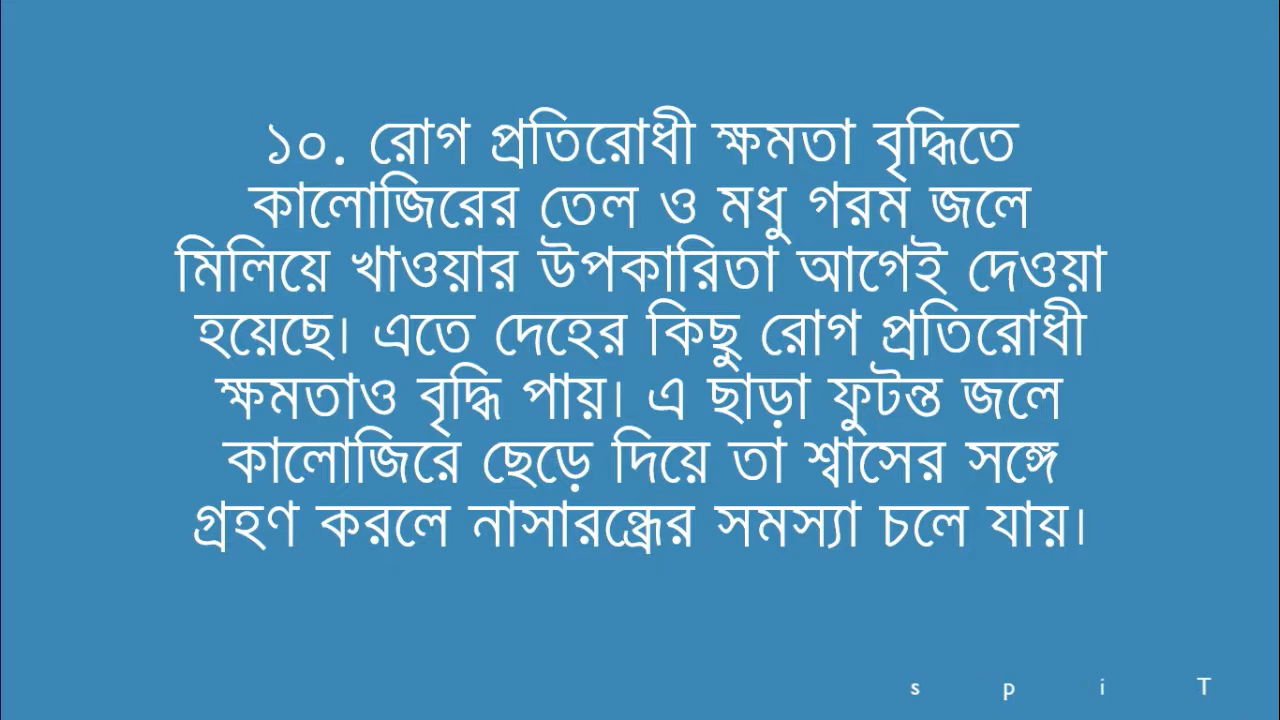 ১০. রোগ প্রতিরোধী ক্ষমতা বৃদ্ধিতে
কালোজিরের তেল ও মধু গরম জলে
মিলিয়ে খাওয়ার উপকারিতা আগেই দেওয়া
হয়েছে। এতে দেহের কিছু রোগ প্রতিরোধী
ক্ষমতাও বৃদ্ধি পায়। এ ছাড়া ফুটন্ত জলে
কালোজিরে ছেড়ে দিয়ে তা শ্বাসের সঙ্গে
গ্রহণ করলে নাসারন্ধ্রের সমস্যা চলে যায়।
s p i T